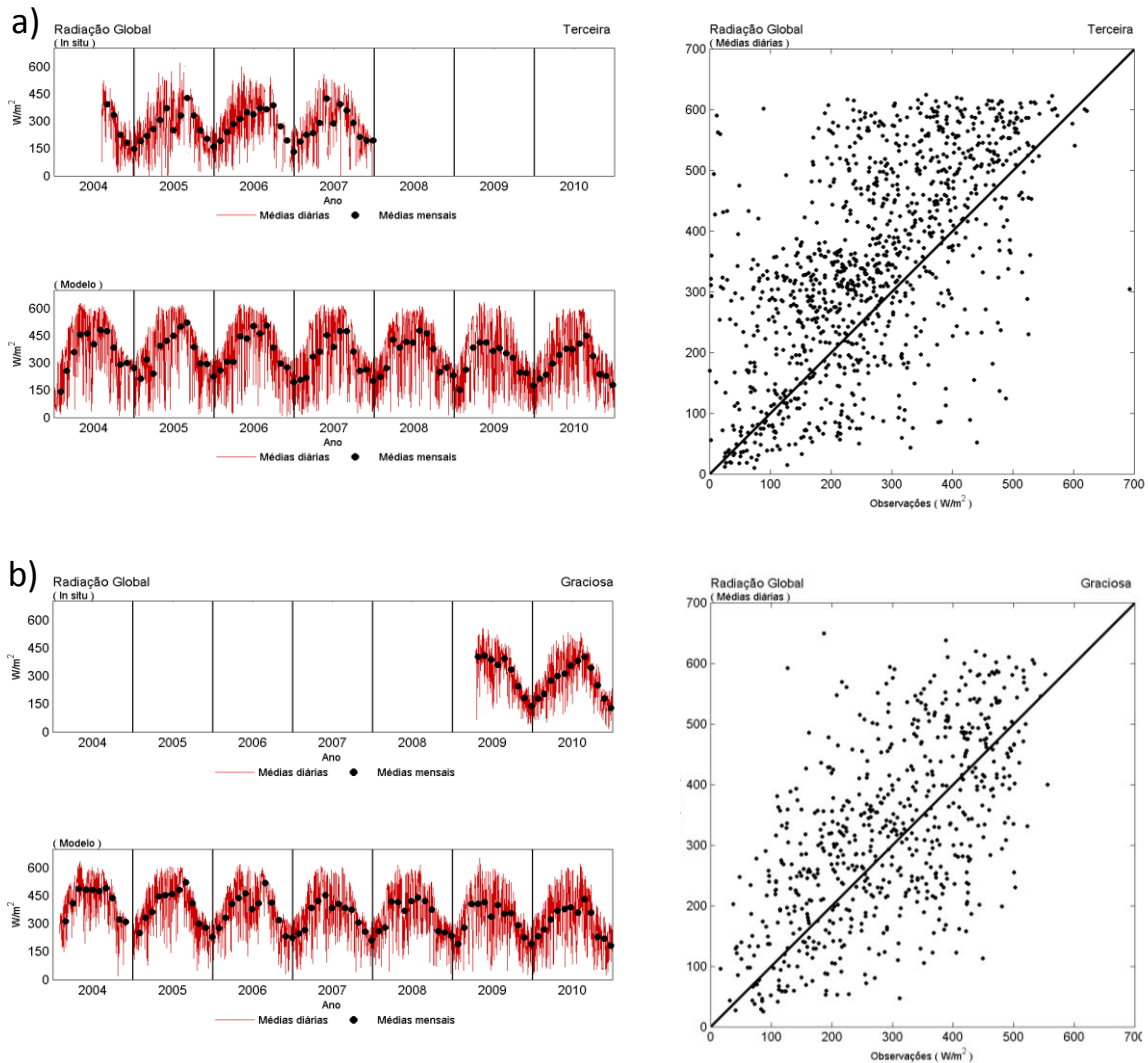 a)
Radiação Global
Terceira
( In situ )
600
450
300
150
0
W/m²
2004 2005 2006 2007 2008 2009 2010
Ano
Médias diárias Médias mensais
( Modelo )
600
450
300
150
0
W/m²
2004 2005 2006 2007 2008 2009 2010
Ano
Médias diárias Médias mensais
Radiação Global
Terceira
( Médias diárias )
700
600
500
400
300
200
100
0
0 100 200 300 400 500 600 700
Observações ( W/m² )
b)
Radiação Global
Graciosa
( In situ )
600
450
300
150
0
W/m²
2004 2005 2006 2007 2008 2009 2010
Ano
Médias diárias Médias mensais
( Modelo )
600
450
300
150
0
W/m²
2004 2005 2006 2007 2008 2009 2010
Ano
Médias diárias Médias mensais
Radiação Global
Graciosa
( Médias diárias )
700
600
500
400
300
200
100
0
0 100 200 300 400 500 600 700
Observações ( W/m² )